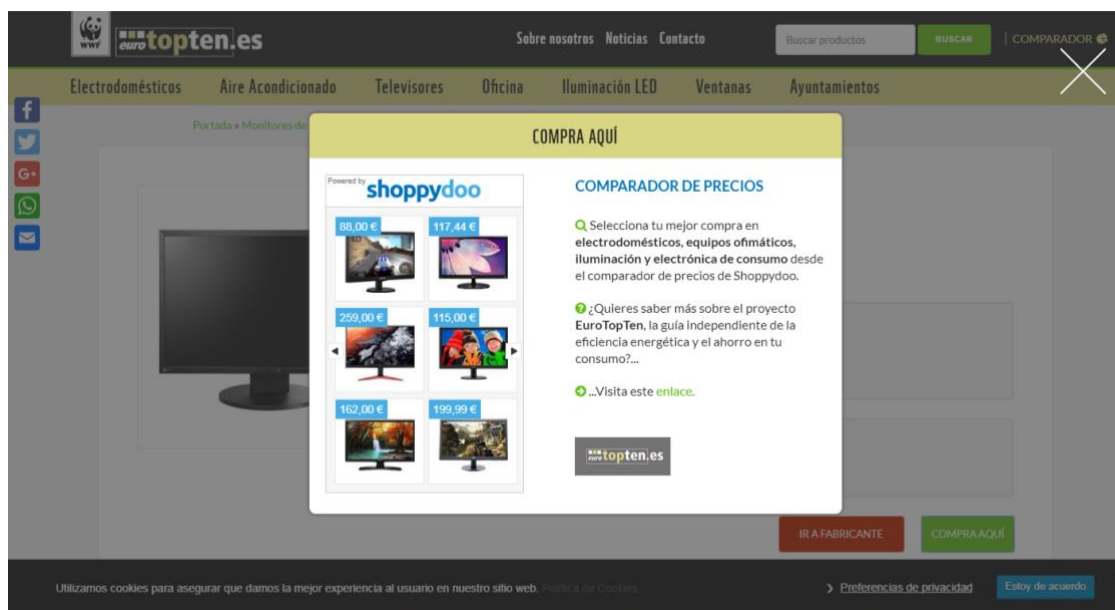 WWF
euro topten.es
Sobre nosotros Noticias Contacto
Buscar productos
BUSCAR
| COMPARADOR
Electrodomésticos Aire Acondicionado Televisores Oficina Iluminación LED Ventanas Ayuntamientos
Portada » Monitores de
COMPRA AQUÍ
Powered by shoppydoo
88,00 € 117,44 €
259,00 € 115,00 €
162,00 € 199,99 €
COMPARADOR DE PRECIOS
Selecciona tu mejor compra en
electrodomésticos, equipos ofimáticos,
iluminación y electrónica de consumo desde
el comparador de precios de Shoppydoo.
¿Quieres saber más sobre el proyecto
EuroTopTen, la guía independiente de la
eficiencia energética y el ahorro en tu
consumo?...
...Visita este enlace.
euro topten.es
IR A FABRICANTE
COMPRA AQUÍ
Utilizamos cookies para asegurar que damos la mejor experiencia al usuario en nuestro sitio web. Política de Cookies
Preferencias de privacidad
Estoy de acuerdo